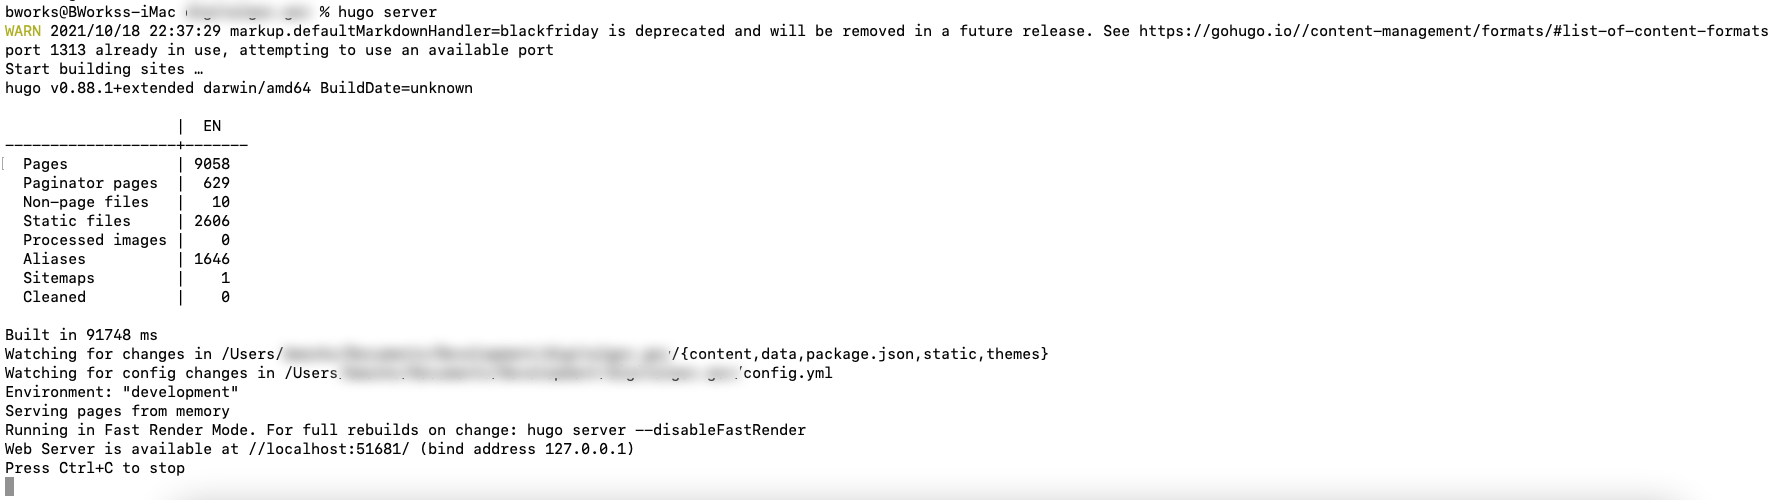 bworks@BWorkss-iMac % hugo server
WARN 2021/10/18 22:37:29 markup.defaultMarkdownHandler=blackfriday is deprecated and will be removed in a future release. See https://gohugo.io//content-management/formats/#list-of-content-formats
port 1313 already in use, attempting to use an available port
Start building sites …
hugo v0.88.1+extended darwin/amd64 BuildDate=unknown
| EN
-------------------+-------
Pages | 9058
Paginator pages | 629
Non-page files | 10
Static files | 2606
Processed images | 0
Aliases | 1646
Sitemaps | 1
Cleaned | 0
Built in 91748 ms
Watching for changes in /Users/ /{content,data,package.json,static,themes}
Watching for config changes in /Users /config.yml
Environment: "development"
Serving pages from memory
Running in Fast Render Mode. For full rebuilds on change: hugo server --disableFastRender
Web Server is available at //localhost:51681/ (bind address 127.0.0.1)
Press Ctrl+C to stop